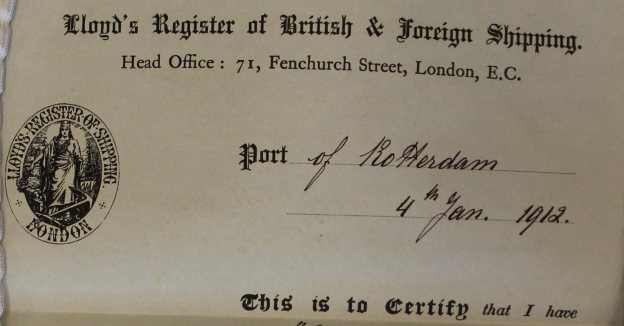 Lloyd's Register of British & Foreign Shipping.
Head Office: 71, Fenchurch Street, London, E.C.
LLOYD'S REGISTER OF SHIPPING.
LONDON
Port of Rotterdam
4th Jan. 1912.
This is to Certify that I have